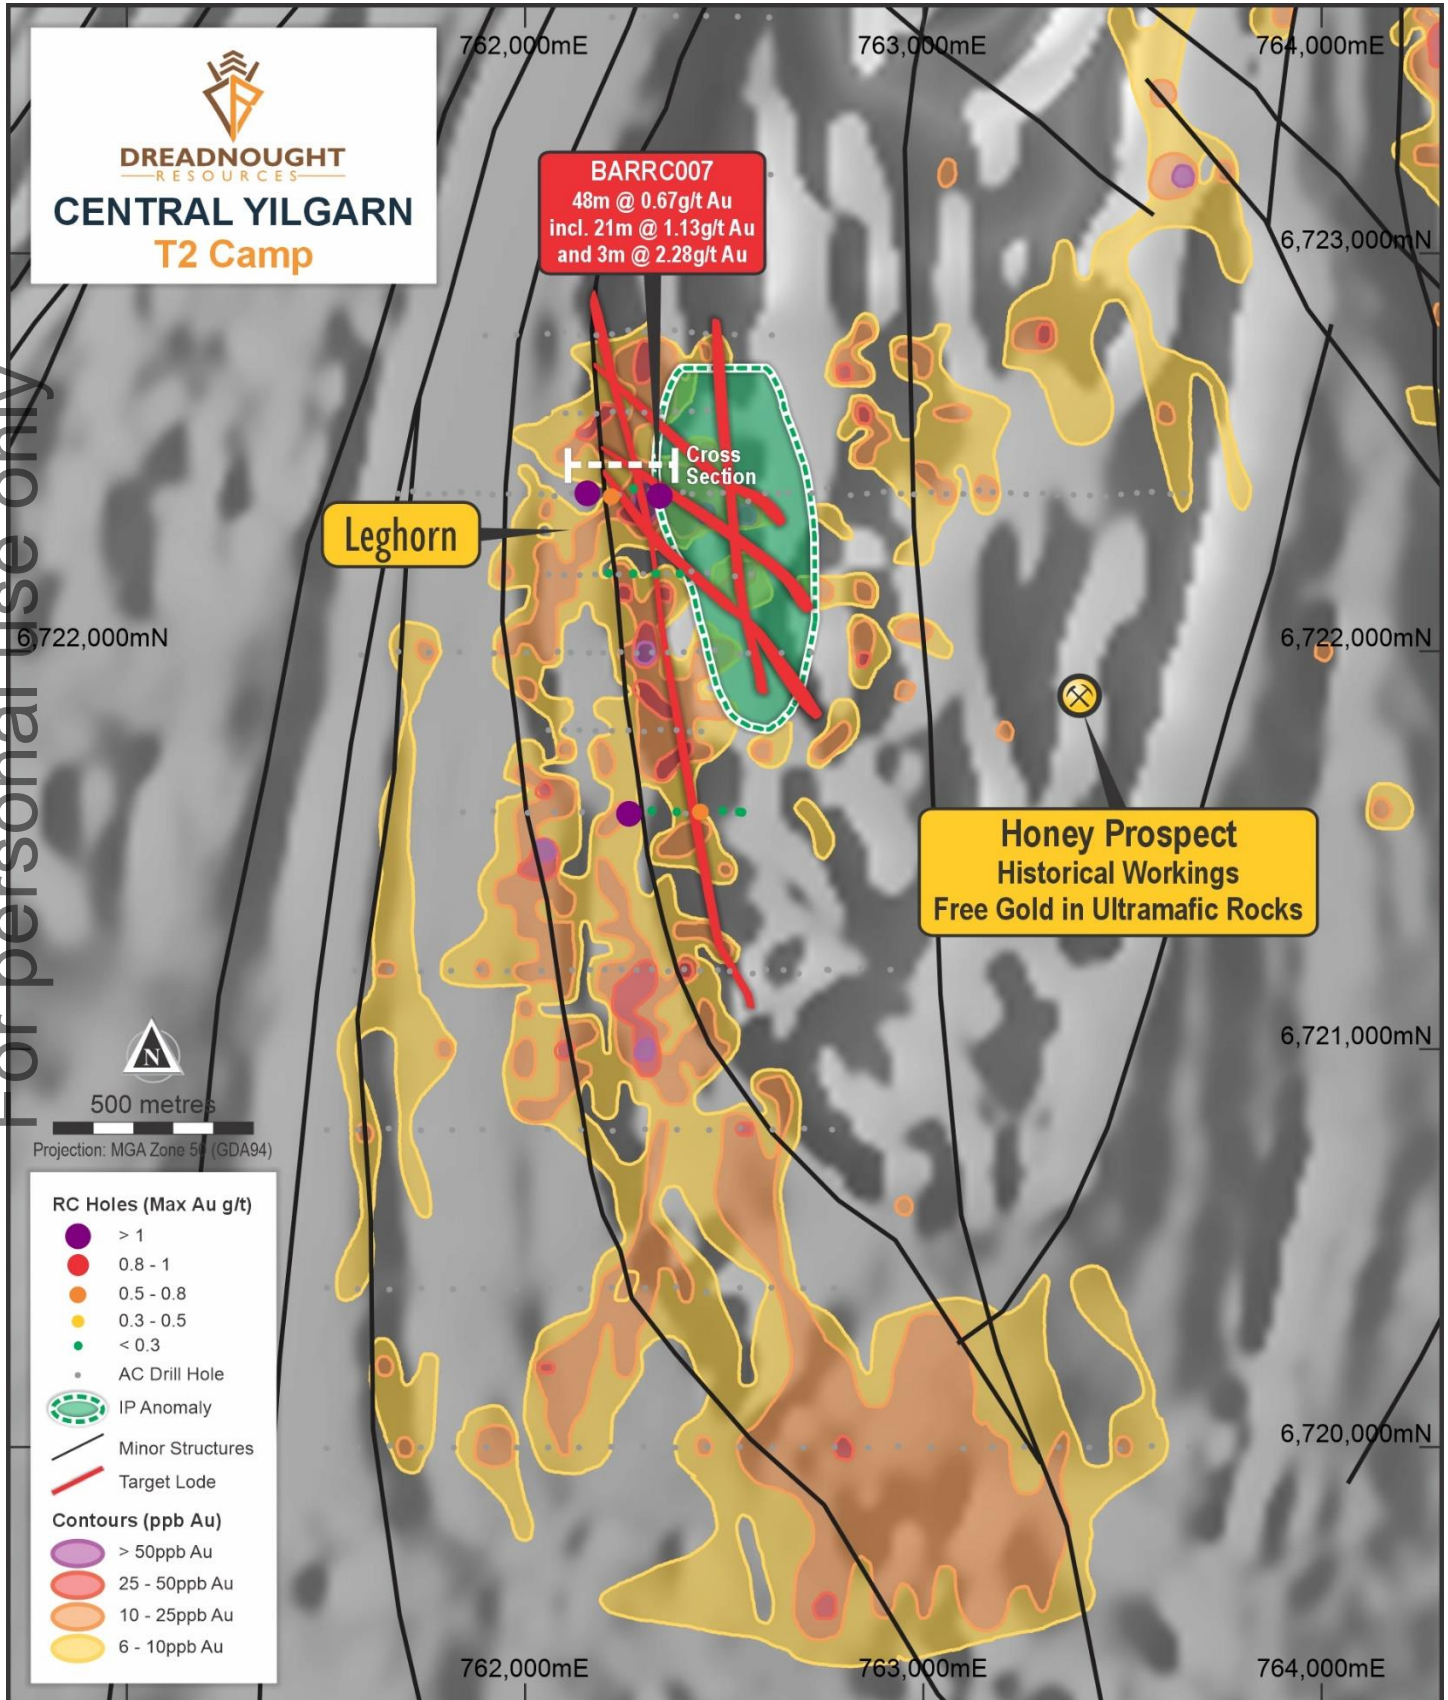 762,000mE
763,000mE
764,000mE
DREADNOUGHT
RESOURCES
CENTRAL YILGARN
T2 Camp
BARRC007
48m @ 0.67g/t Au
incl. 21m @ 1.13g/t Au
and 3m @ 2.28g/t Au
6,723,000mN
Cross
Section
Leghorn
6,722,000mN
6,722,000mN
For personal use only
Honey Prospect
Historical Workings
Free Gold in Ultramafic Rocks
6,721,000mN
N
500 metres
Projection: MGA Zone 50 (GDA94)
RC Holes (Max Au g/t)
> 1
0.8 - 1
0.5 - 0.8
0.3 - 0.5
< 0.3
AC Drill Hole
IP Anomaly
Minor Structures
Target Lode
Contours (ppb Au)
> 50ppb Au
25 - 50ppb Au
10 - 25ppb Au
6 - 10ppb Au
6,720,000mN
762,000mE
763,000mE
764,000mE